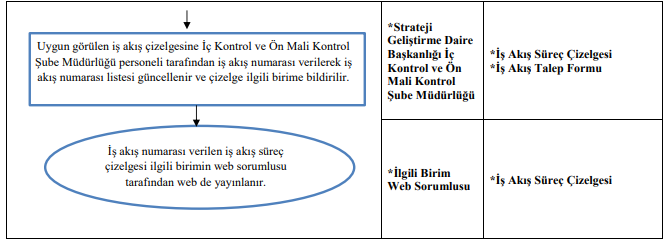 Uygun görülen iş akış çizelgesine İç Kontrol ve Ön Mali Kontrol
Şube Müdürlüğü personeli tarafından iş akış numarası verilerek iş
akış numarası listesi güncellenir ve çizelge ilgili birime bildirilir.
*Strateji
Geliştirme Daire
Başkanlığı İç
Kontrol ve Ön
Mali Kontrol
Şube Müdürlüğü
*İş Akış Süreç Çizelgesi
*İş Akış Talep Formu
İş akış numarası verilen iş akış süreç
çizelgesi ilgili birimin web sorumlusu
tarafından web de yayınlanır.
*İlgili Birim
Web Sorumlusu
*İş Akış Süreç Çizelgesi